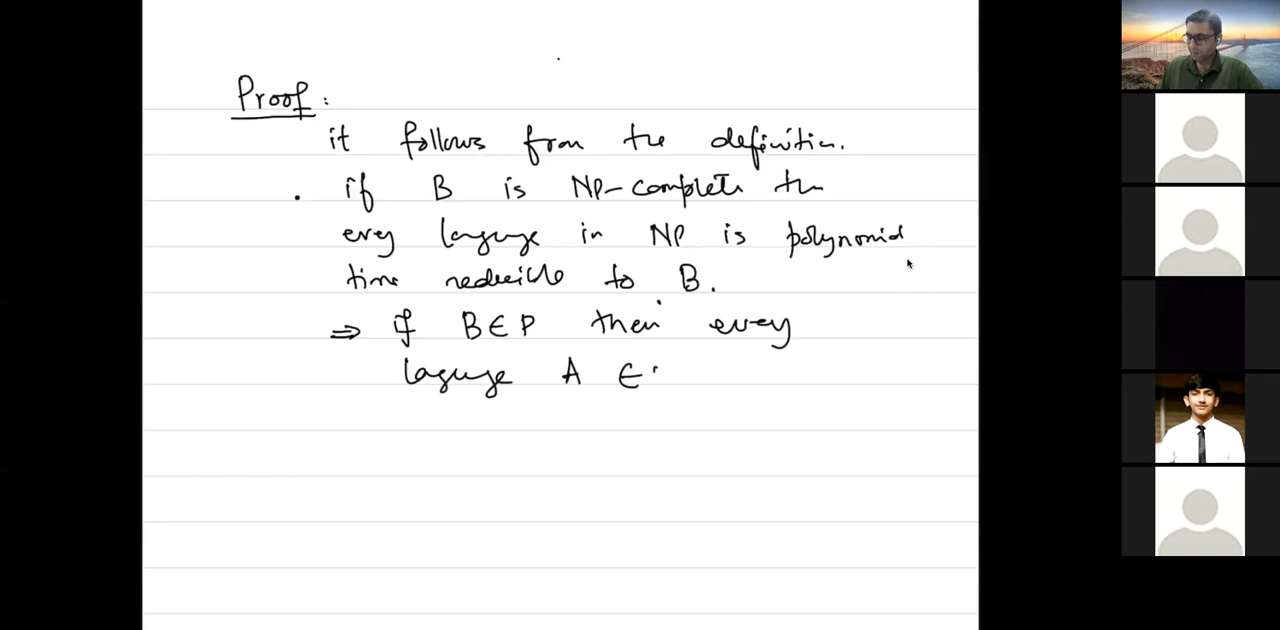 Proof:
it follows from the definition.
. if B is NP-complete the
every language in NP is polynomial
time reducible to B.
⇒ if B ∈ P then every
language A ∈